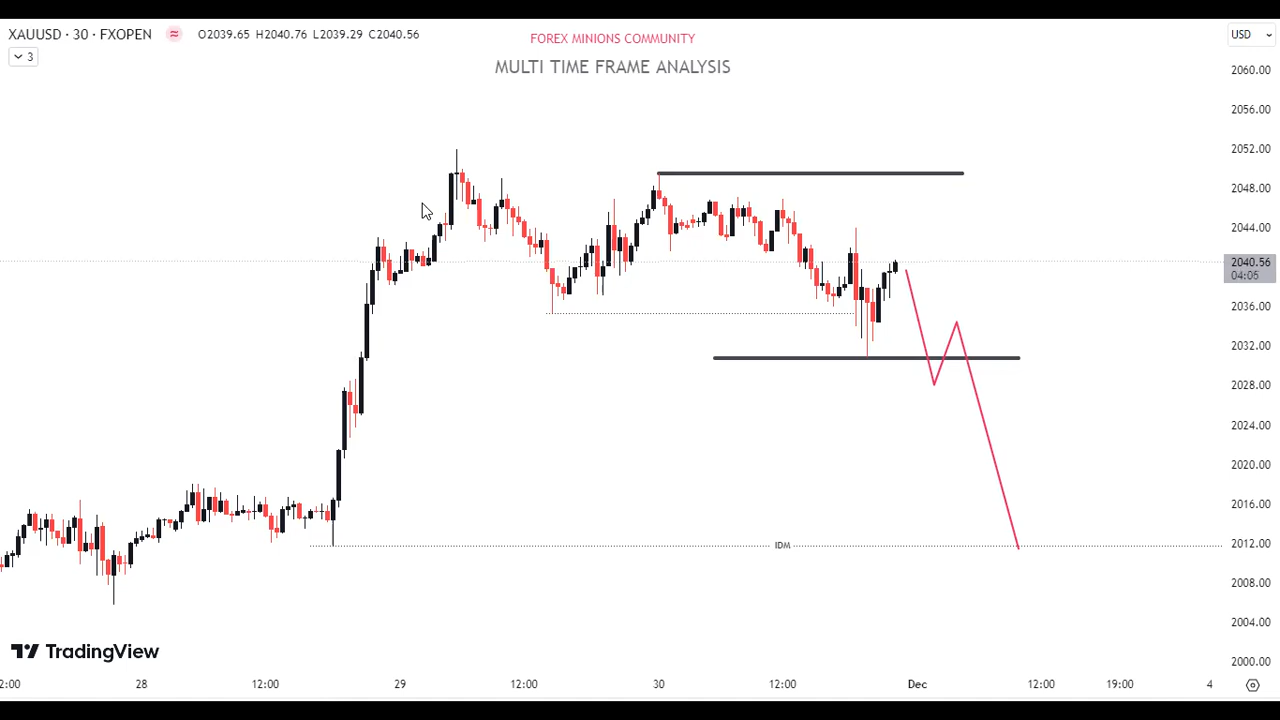 XAUUSD · 30 · FXOPEN ≈ O2039.65 H2040.76 L2039.29 C2040.56
3
FOREX MINIONS COMMUNITY
MULTI TIME FRAME ANALYSIS
USD
2060.00
2056.00
2052.00
2048.00
2044.00
2040.56
04:05
2036.00
2032.00
2028.00
2024.00
2020.00
2016.00
2012.00
2008.00
2004.00
2000.00
IDM
TradingView
2:00 28 12:00 29 12:00 30 12:00 Dec 12:00 19:00 4